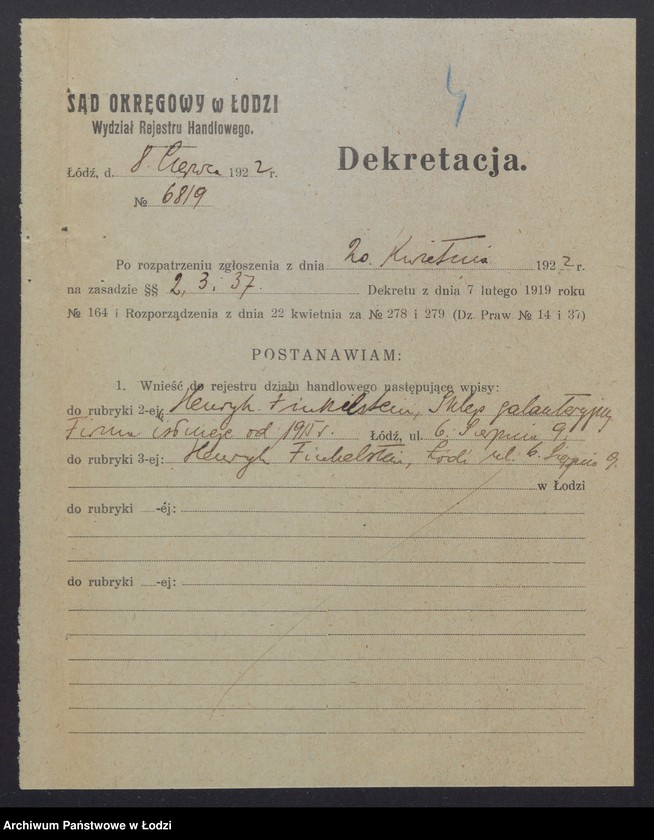 4
SĄD OKRĘGOWY w ŁODZI
Wydział Rejestru Handlowego.
Łódź, d. 8. Czerwca 1922 r.
№ 6819
Dekretacja.
Po rozpatrzeniu zgłoszenia z dnia 20. Kwietnia 1922 r.
na zasadzie §§ 2, 3 i 37. Dekretu z dnia 7 lutego 1919 roku
№ 164 i Rozporządzenia z dnia 22 kwietnia za № 278 i 279 (Dz. Praw № 14 i 37)
POSTANAWIAM:
1. Wnieść do rejestru działu handlowego następujące wpisy:
do rubryki 2-ej: Henryk Finkelstein, Sklep galanteryjny
Firma istnieje od r. Łódź, ul. 6. Sierpnia 9.
do rubryki 3-ej: Henryk Finkelstein, Łódź ul. 6. Sierpnia 9.
w Łodzi
do rubryki -ej:
do rubryki -ej:
Archiwum Państwowe w Łodzi